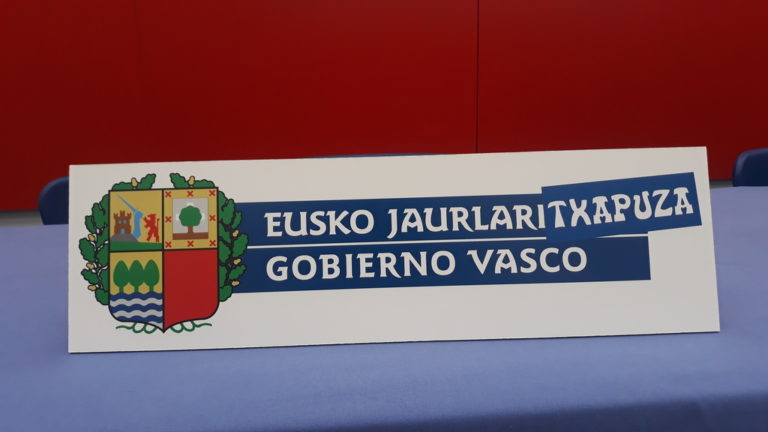 EUSKO JAURLARITXAPUZA
GOBIERNO VASCO